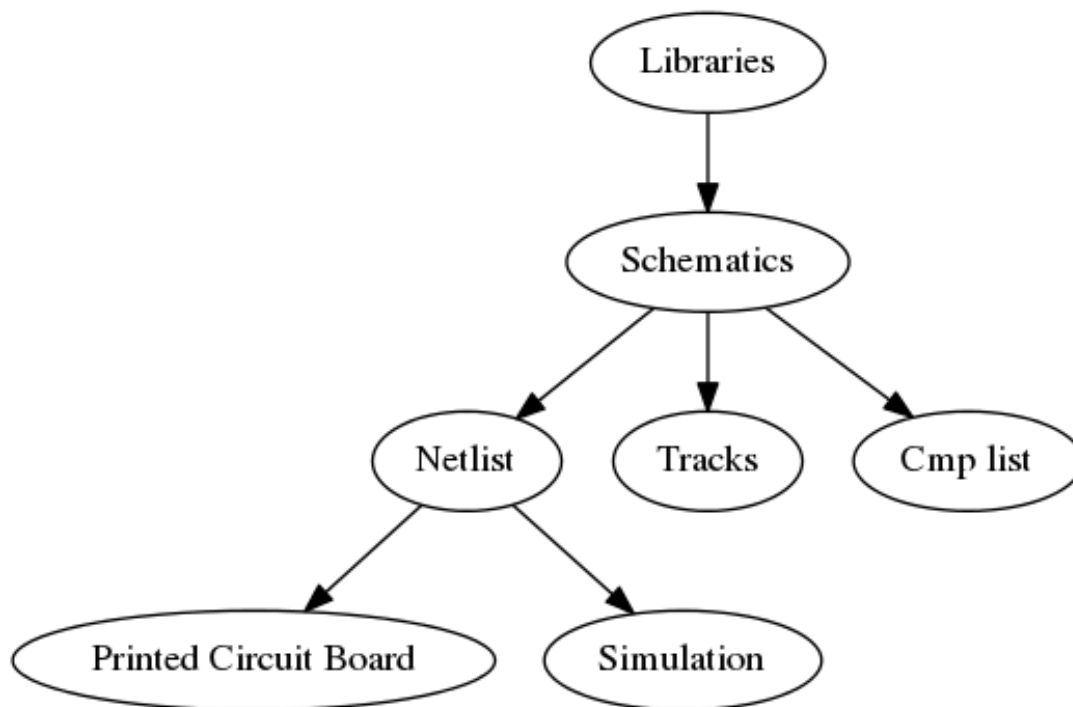 Libraries
Schematics
Netlist
Tracks
Cmp list
Printed Circuit Board
Simulation